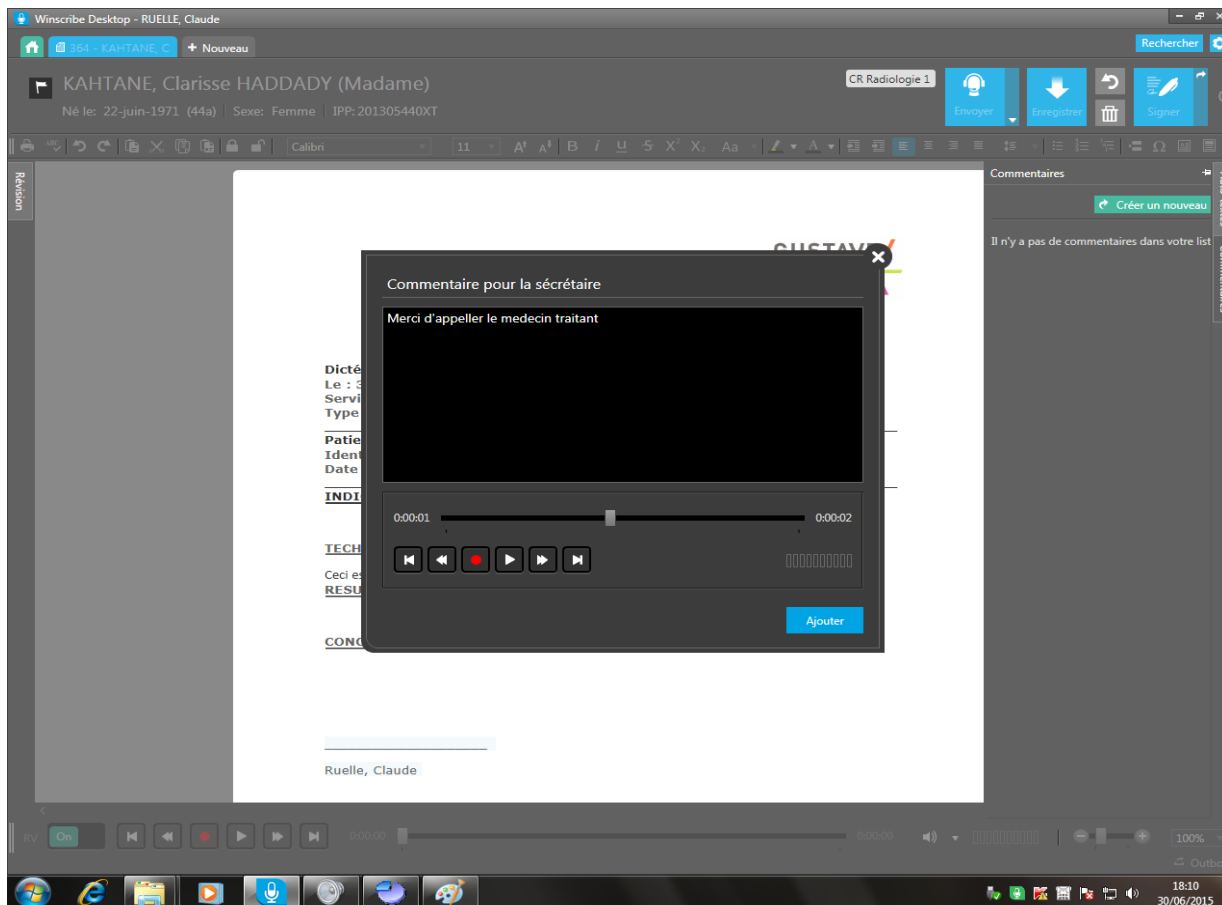 Winscribe Desktop - RUELLE, Claude
364 - KAHTANE, C
+ Nouveau
Rechercher
KAHTANE, Clarisse HADDADY (Madame)
Né le: 22-juin-1971 (44a) Sexe: Femme IPP: 201305440XT
CR Radiologie 1
Envoyer
Enregistrer
Signer
Calibri
11
Révision
Commentaires
Créer un nouveau
Il n'y a pas de commentaires dans votre list
GUSTAVE
Commentaire pour la sécrétaire
Merci d'appeller le medecin traitant
Dicté
Le : 3
Servi
Type
Patie
Ident
Date
INDI
0:00:01
0:00:02
TECH
Ceci es
RESU
Ajouter
CONC
Ruelle, Claude
RV
On
0:00:00
0:00:00
100%
Outbo
18:10
30/06/2015